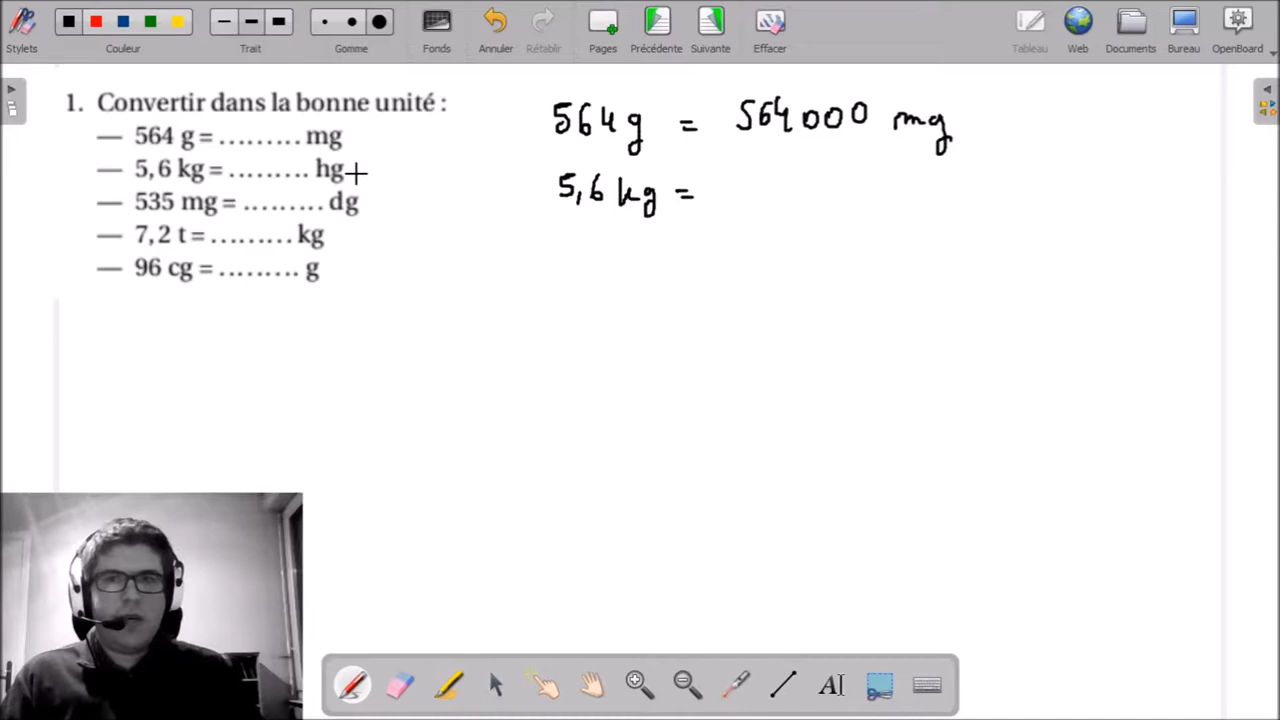 Stylets Couleur Trait Gomme Fonds Annuler Rétablir Pages Précédente Suivante Effacer Tableau Web Documents Bureau OpenBoard
1. Convertir dans la bonne unité :
— 564 g = ......... mg
— 5,6 kg = ......... hg
— 535 mg = ......... dg
— 7,2 t = ......... kg
— 96 cg = ......... g
564 g = 564000 mg
5,6 kg =
AI